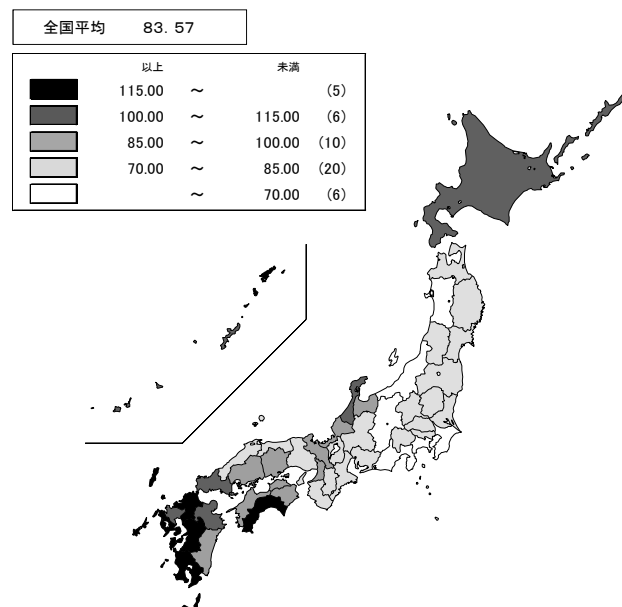 全国平均 83.57
以上 未満
115.00 ～ (5)
100.00 ～ 115.00 (6)
85.00 ～ 100.00 (10)
70.00 ～ 85.00 (20)
～ 70.00 (6)